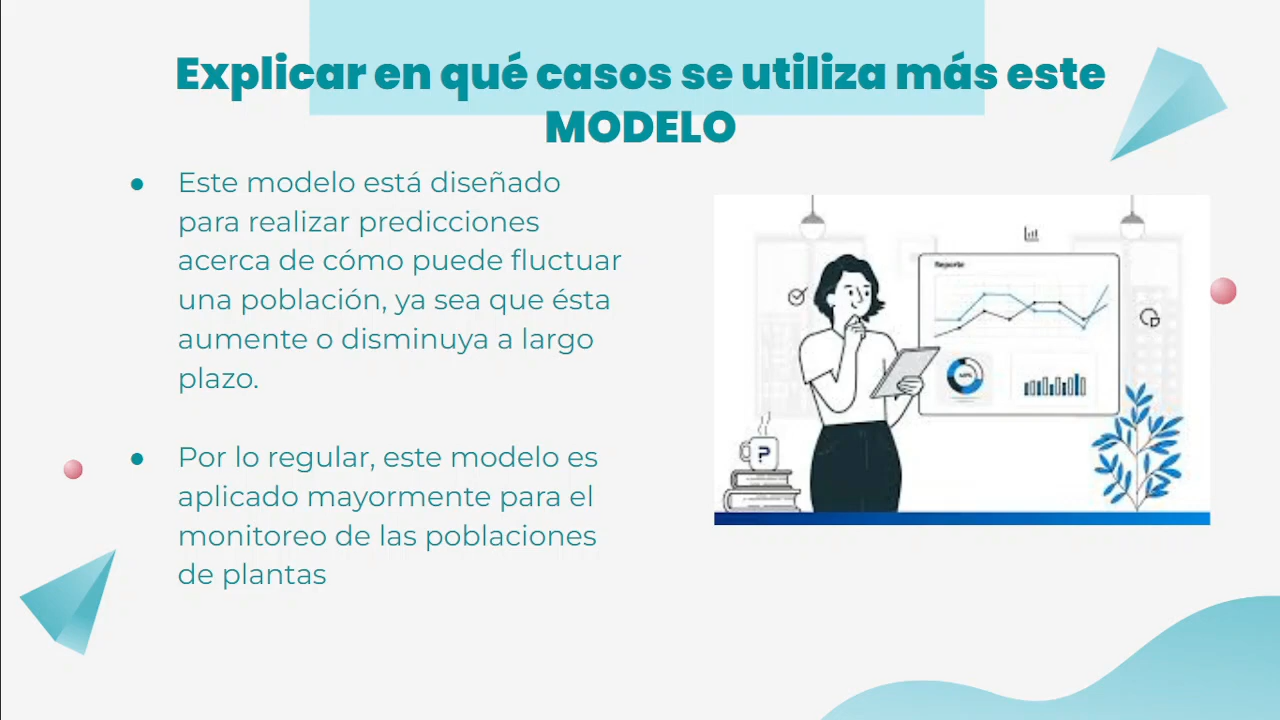 Explicar en qué casos se utiliza más este
MODELO
● Este modelo está diseñado
para realizar predicciones
acerca de cómo puede fluctuar
una población, ya sea que ésta
aumente o disminuya a largo
plazo.
● Por lo regular, este modelo es
aplicado mayormente para el
monitoreo de las poblaciones
de plantas
Reporte
?